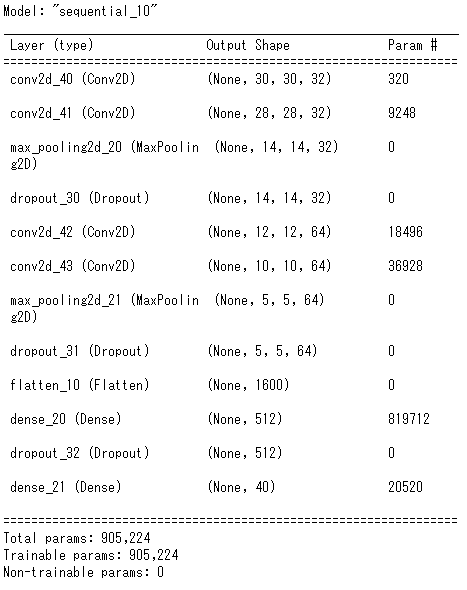 Model: "sequential_10"
Layer (type) Output Shape Param #
conv2d_40 (Conv2D) (None, 30, 30, 32) 320
conv2d_41 (Conv2D) (None, 28, 28, 32) 9248
max_pooling2d_20 (MaxPoolin (None, 14, 14, 32) 0
g2D)
dropout_30 (Dropout) (None, 14, 14, 32) 0
conv2d_42 (Conv2D) (None, 12, 12, 64) 18496
conv2d_43 (Conv2D) (None, 10, 10, 64) 36928
max_pooling2d_21 (MaxPoolin (None, 5, 5, 64) 0
g2D)
dropout_31 (Dropout) (None, 5, 5, 64) 0
flatten_10 (Flatten) (None, 1600) 0
dense_20 (Dense) (None, 512) 819712
dropout_32 (Dropout) (None, 512) 0
dense_21 (Dense) (None, 40) 20520
Total params: 905,224
Trainable params: 905,224
Non-trainable params: 0